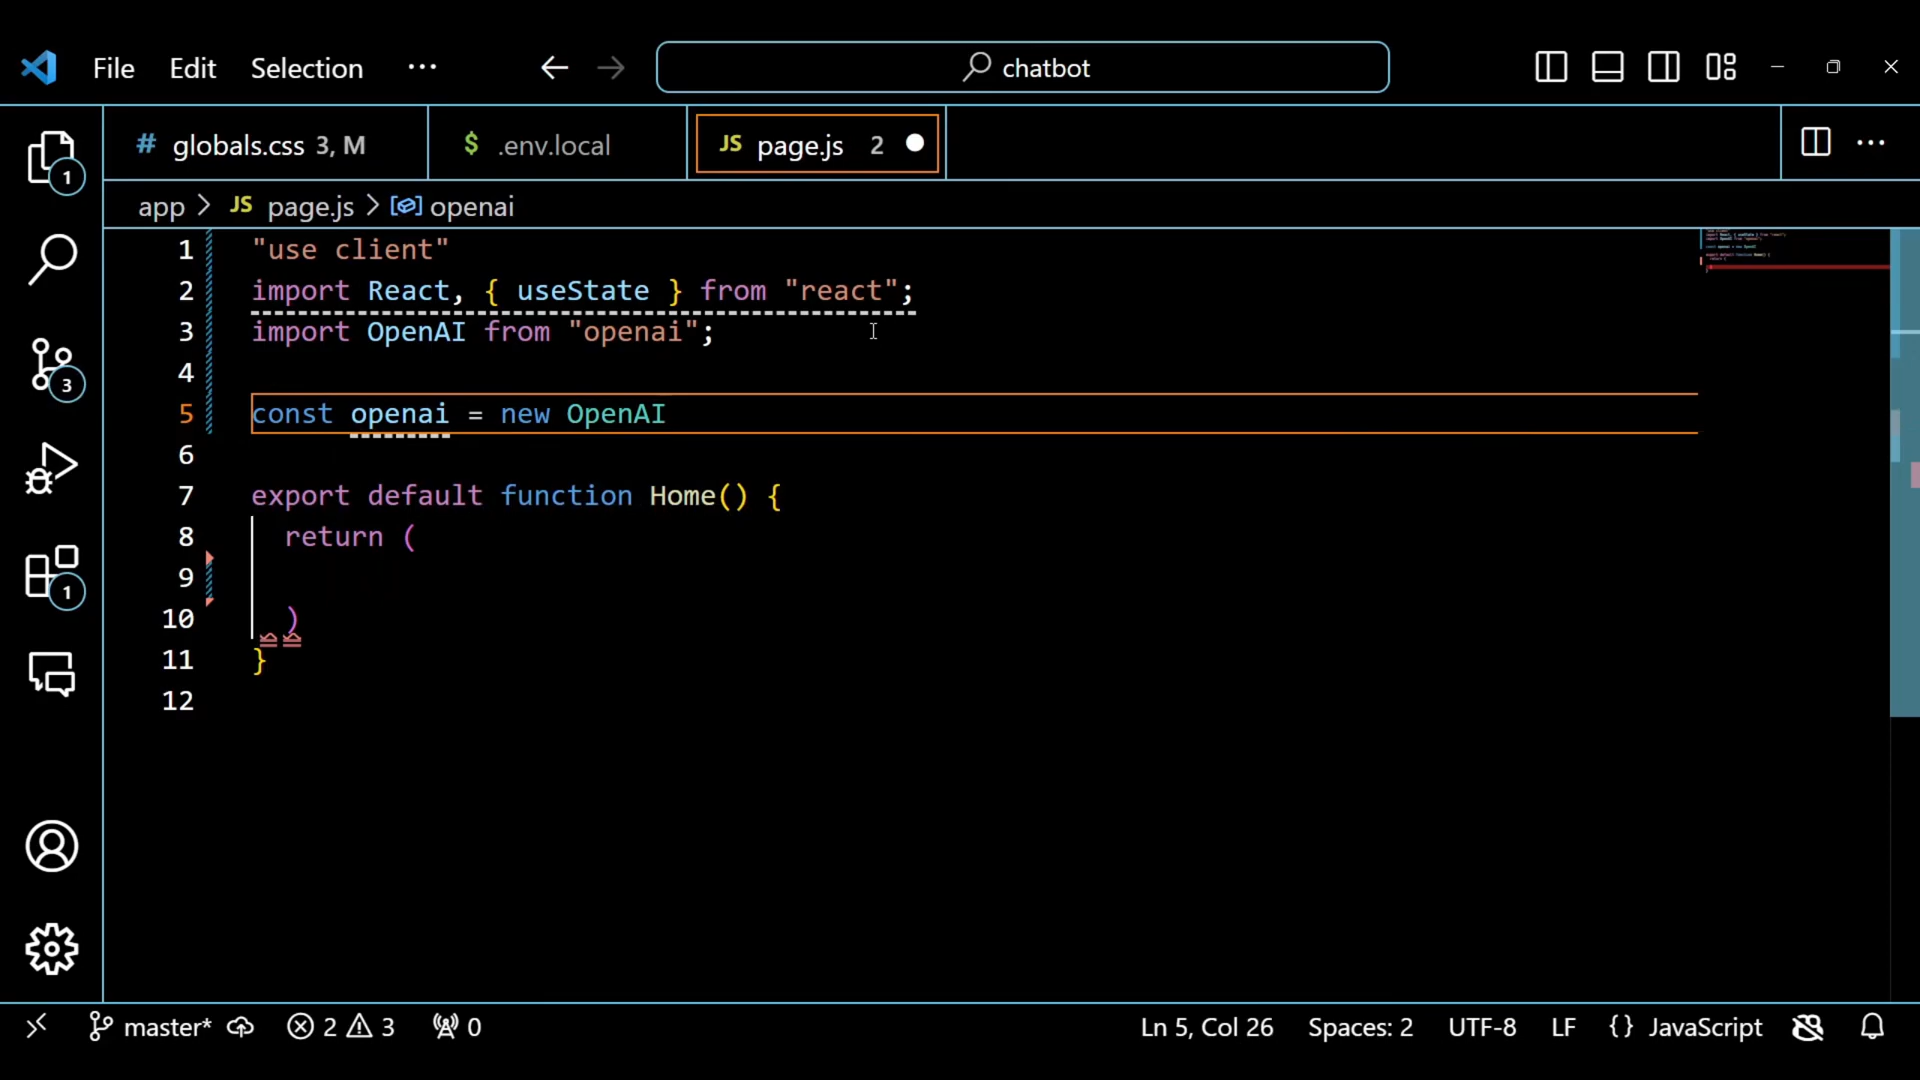 File Edit Selection ··· chatbot
# globals.css 3, M $ .env.local JS page.js 2
app > JS page.js > openai
1 "use client"
2 import React, { useState } from "react";
3 import OpenAI from "openai";
4
5 const openai = new OpenAI
6
7 export default function Home() {
8 return (
9
10 )
11 }
12
1
3
1
master* 2 3 0 Ln 5, Col 26 Spaces: 2 UTF-8 LF {} JavaScript